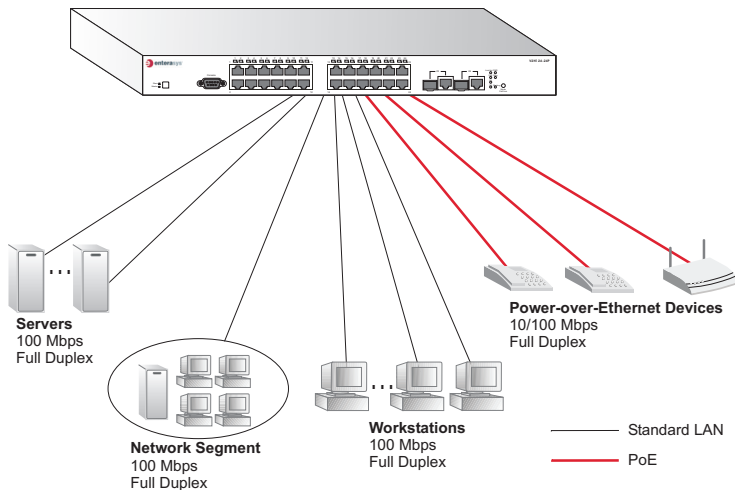 enterasys
Servers
100 Mbps
Full Duplex
Network Segment
100 Mbps
Full Duplex
Workstations
100 Mbps
Full Duplex
Power-over-Ethernet Devices
10/100 Mbps
Full Duplex
Standard LAN
PoE